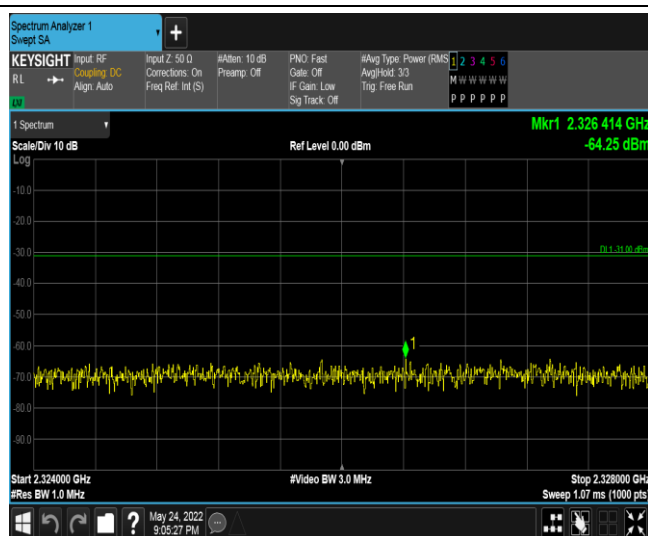 Spectrum Analyzer 1
Swept SA
+
KEYSIGHT
RL
LM
Input: RF
Coupling: DC
Align: Auto
Input Z: 50 Ω
Corrections: On
Freq Ref: Int (S)
#Atten: 10 dB
Preamp: Off
PNO: Fast
Gate: Off
IF Gain: Low
Sig Track: Off
#Avg Type: Power (RMS
Avg|Hold: 3/3
Trig: Free Run
1 2 3 4 5 6
M W W W W W
P P P P P P
1 Spectrum
Mkr1 2.326 414 GHz
Scale/Div 10 dB
Ref Level 0.00 dBm
-64.25 dBm
Log
-10.0
-20.0
-30.0
DL1 -31.00 dBm
-40.0
-50.0
-60.0
1
-70.0
-80.0
-90.0
Start 2.324000 GHz
#Video BW 3.0 MHz
Stop 2.328000 GHz
#Res BW 1.0 MHz
Sweep 1.07 ms (1000 pts)
?
May 24, 2022
9:05:27 PM